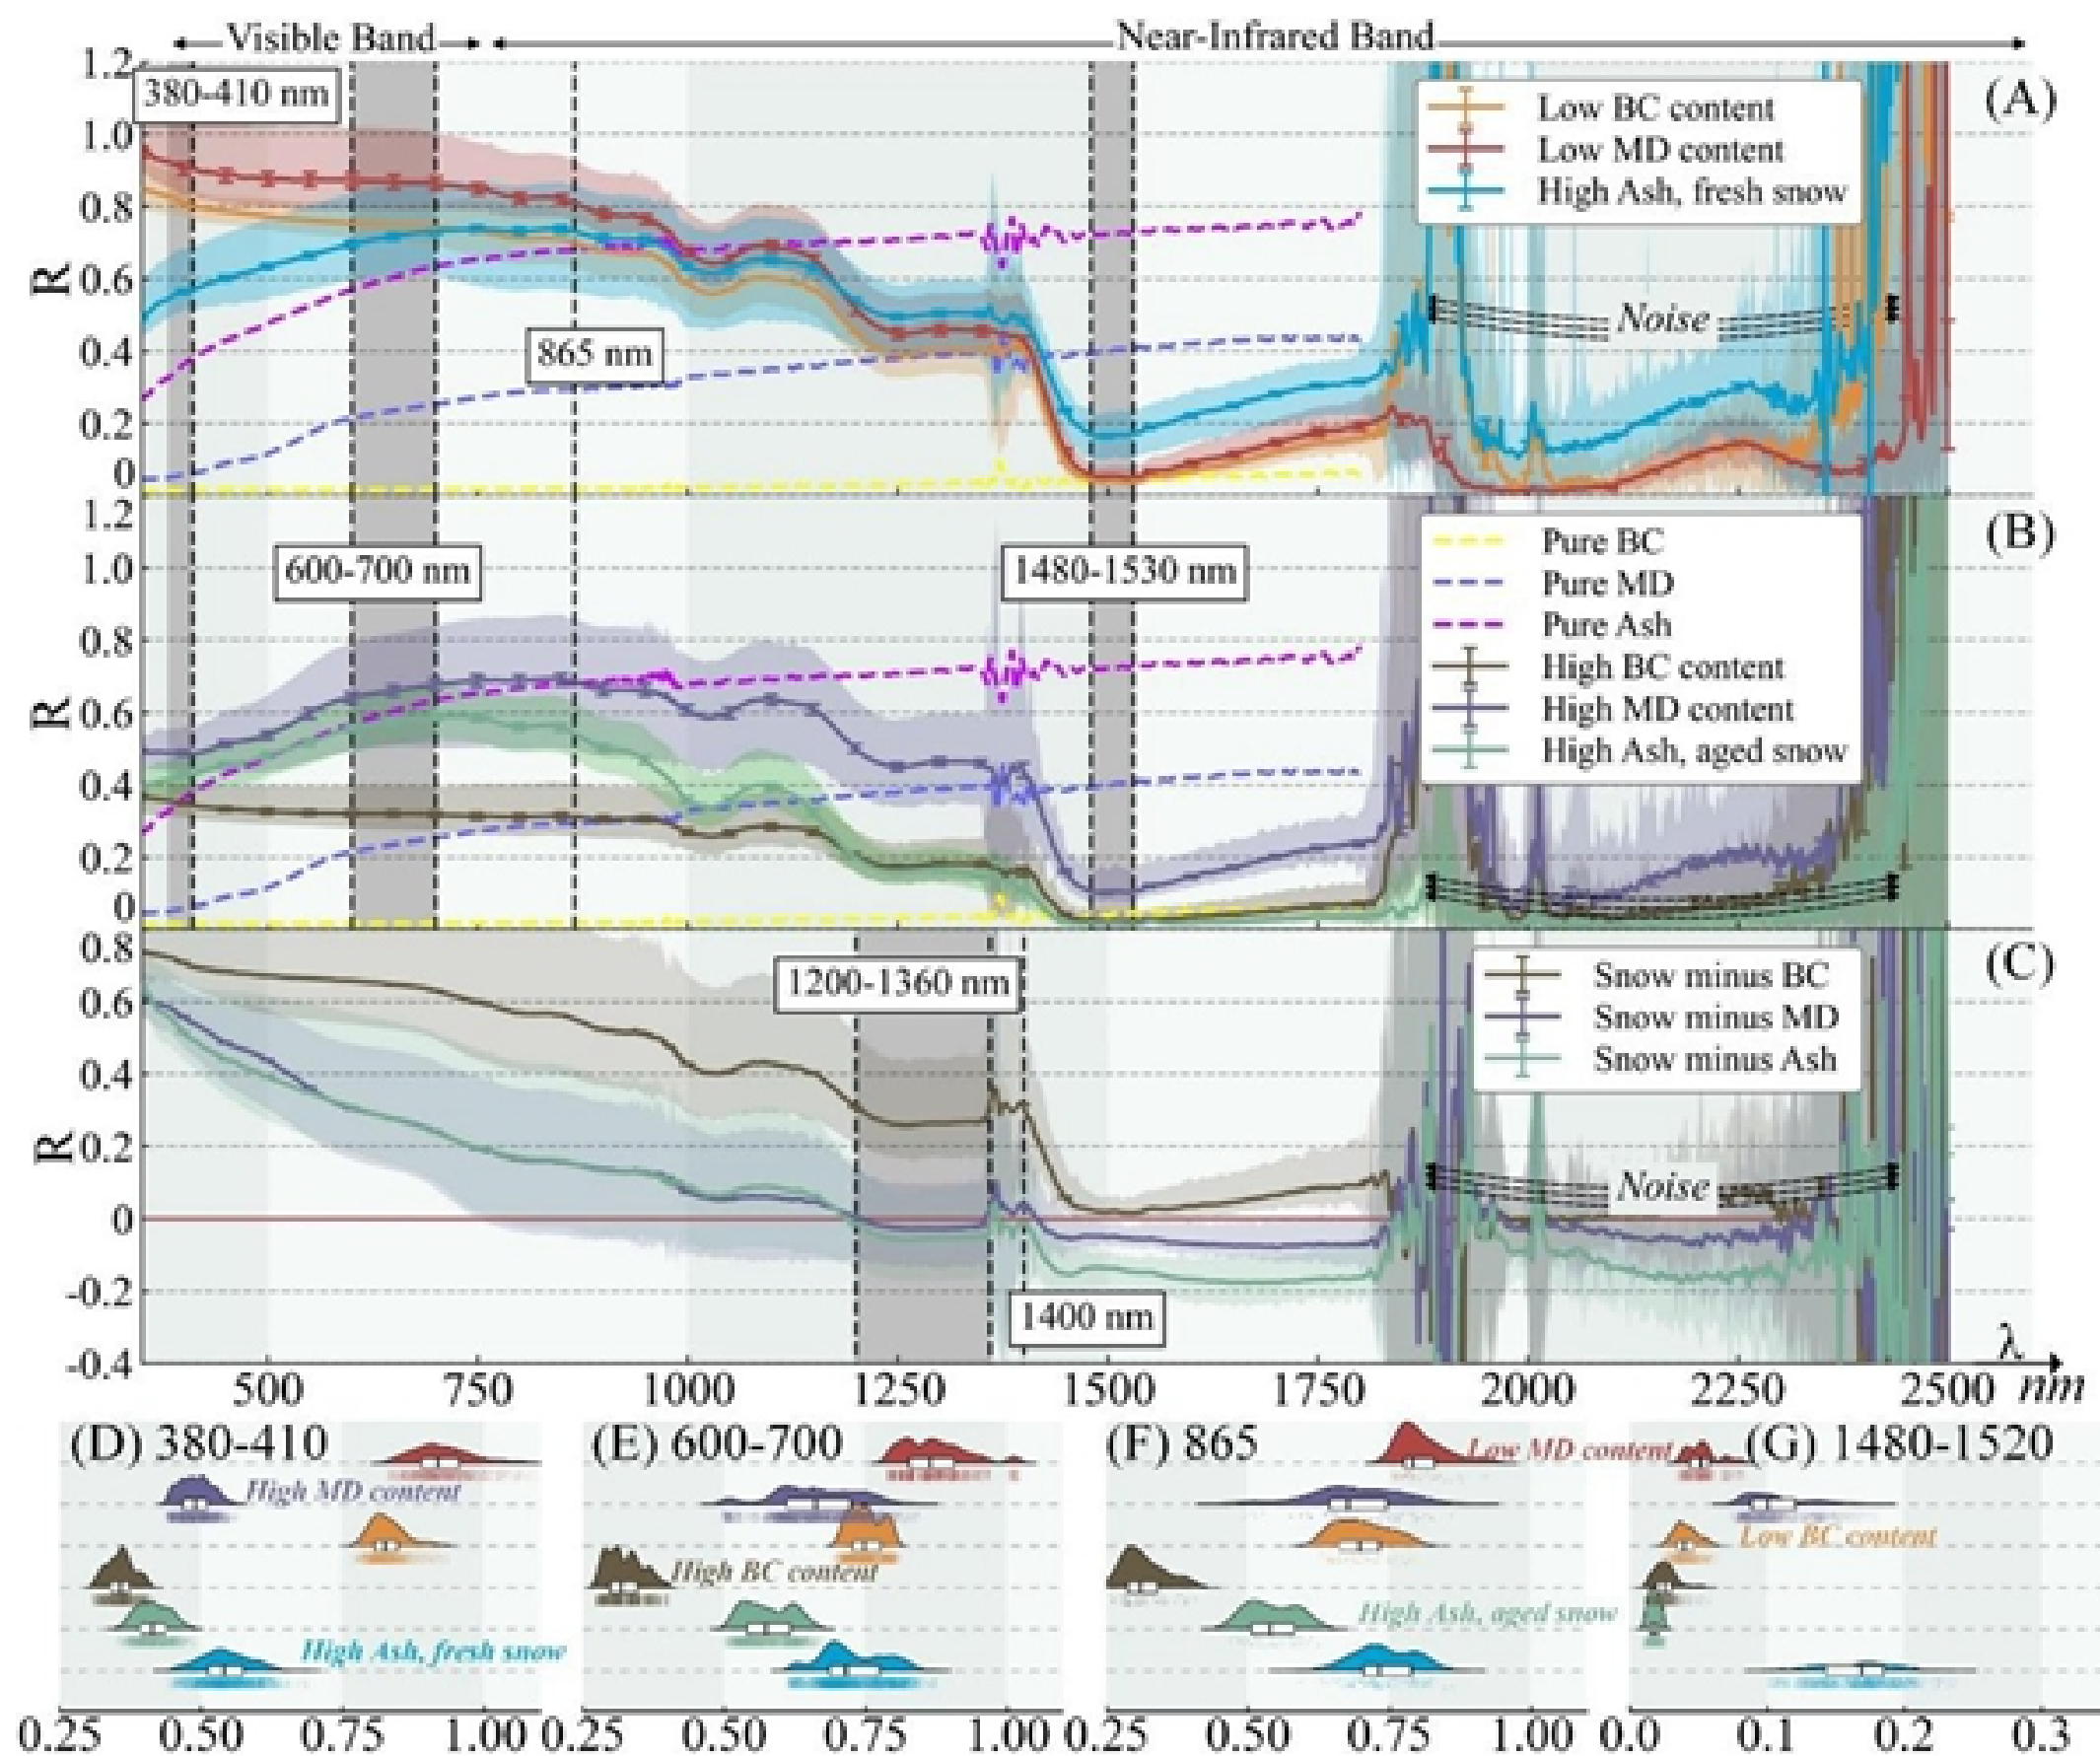 Visible Band
Near-Infrared Band
1.2
380-410 nm
(A)
Low BC content
Low MD content
High Ash, fresh snow
1.0
0.8
0.6
0.4
0.2
0
R
865 nm
Noise
1.2
(B)
600-700 nm
1480-1530 nm
Pure BC
Pure MD
Pure Ash
High BC content
High MD content
High Ash, aged snow
1.0
0.8
0.6
0.4
0.2
0
R
0.8
(C)
1200-1360 nm
Snow minus BC
Snow minus MD
Snow minus Ash
0.6
0.4
0.2
0
-0.2
-0.4
R
Noise
1400 nm
λ
500 750 1000 1250 1500 1750 2000 2250 2500 nm
(D) 380-410
High MD content
High Ash, fresh snow
0.25 0.50 0.75 1.00
(E) 600-700
High BC content
0.25 0.50 0.75 1.00
(F) 865
Low MD content
High Ash, aged snow
0.25 0.50 0.75 1.00
(G) 1480-1520
Low BC content
0.0 0.1 0.2 0.3